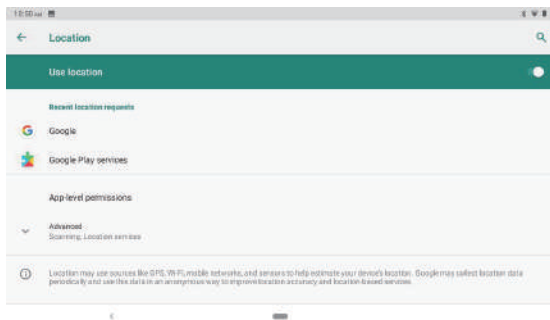 10:50 AM
Location
Use location
Recent location requests
Google
Google Play services
App-level permissions
Advanced
Scanning, Location services
Location may use sources like GPS, Wi-Fi, mobile networks, and sensors to help estimate your device's location. Google may collect location data
periodically and use this data in an anonymous way to improve location accuracy and location-based services.